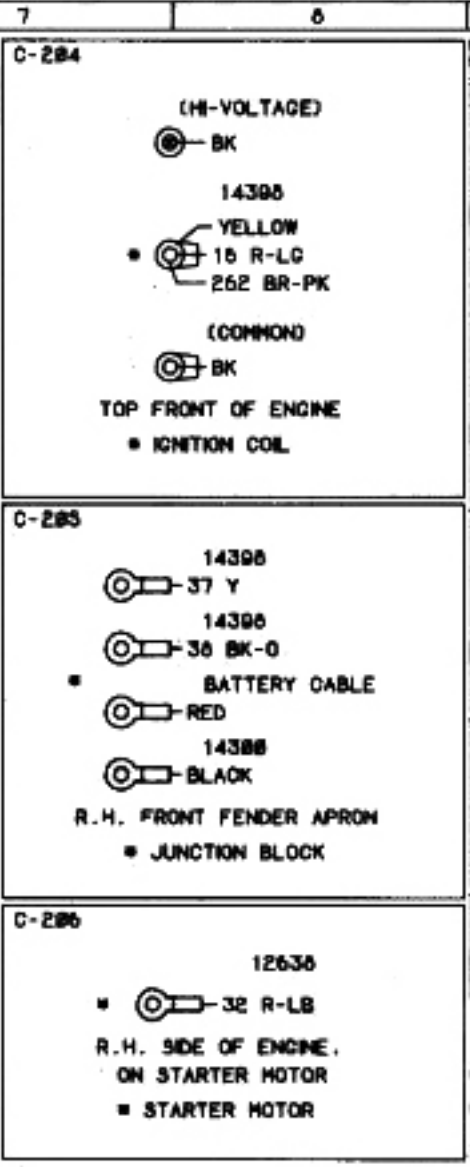 7 8
C-204
(HI-VOLTAGE)
BK
14398
YELLOW
16 R-LG
262 BR-PK
(COMMON)
BK
TOP FRONT OF ENGINE
* IGNITION COIL
C-205
14398
37 Y
14398
38 BK-O
* BATTERY CABLE
RED
14300
BLACK
R.H. FRONT FENDER APRON
* JUNCTION BLOCK
C-206
12638
* 32 R-LB
R.H. SIDE OF ENGINE,
ON STARTER MOTOR
* STARTER MOTOR